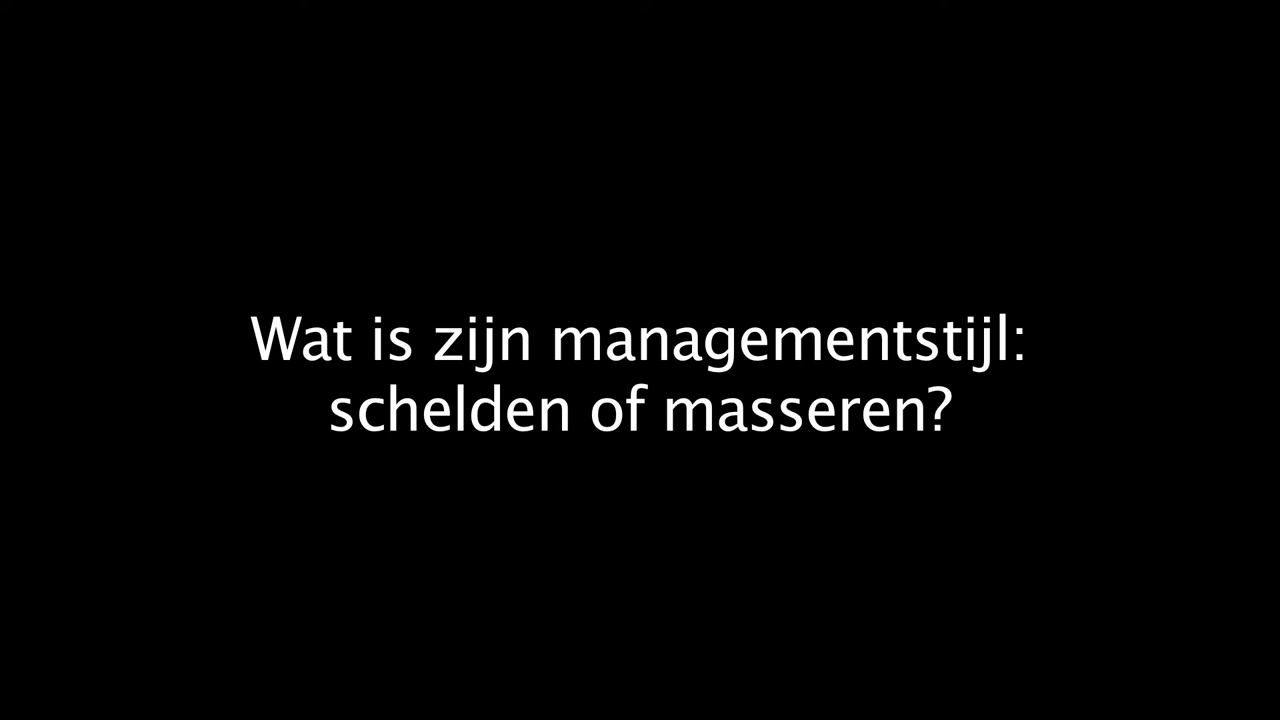 Wat is zijn managementstijl:
schelden of masseren?